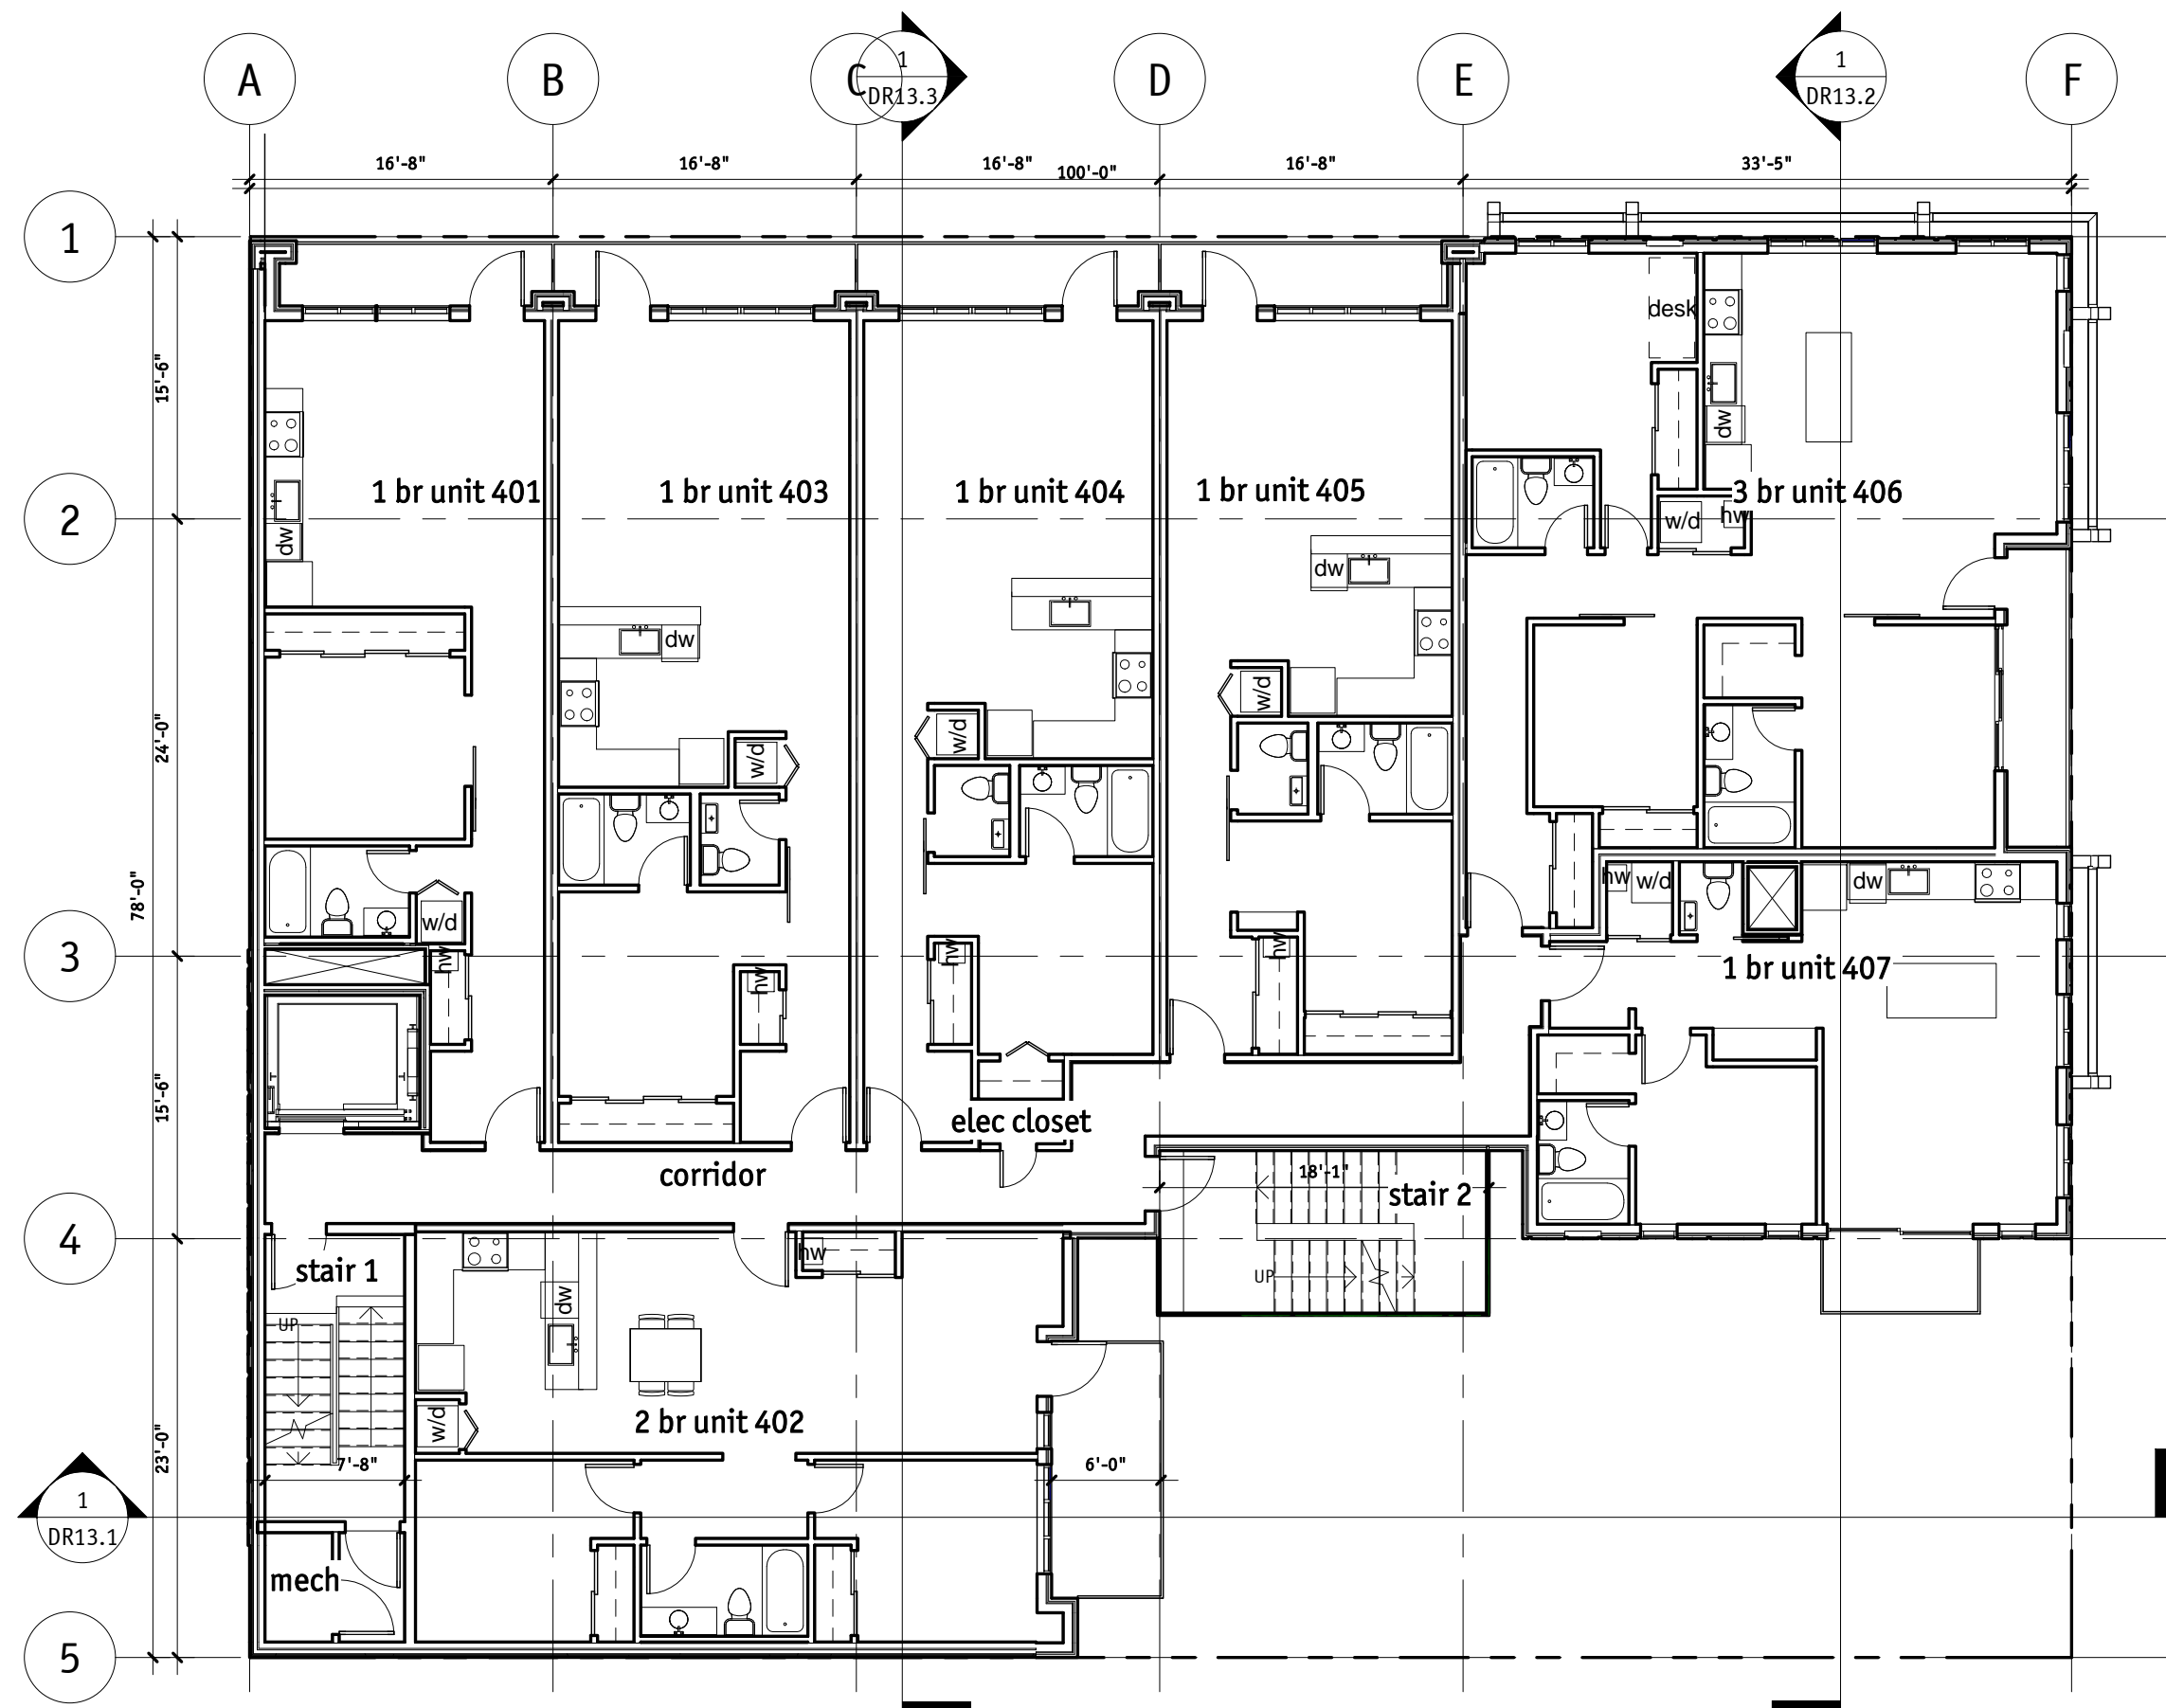 A
B
C
1
DR13.3
D
E
1
DR13.2
F
16'-8"
16'-8"
16'-8"
100'-0"
16'-8"
33'-5"
1
15'-6"
desk
dw
1 br unit 401
1 br unit 403
1 br unit 404
1 br unit 405
3 br unit 406
2
w/d
hw
dw
dw
dw
w/d
24'-0"
w/d
w/d
78'-0"
hw
w/d
dw
w/d
3
hw
hw
hw
hw
1 br unit 407
15'-6"
elec closet
corridor
18'-1"
stair 2
4
hw
stair 1
UP
UP
dw
2 br unit 402
w/d
23'-0"
7'-8"
6'-0"
1
DR13.1
mech
5